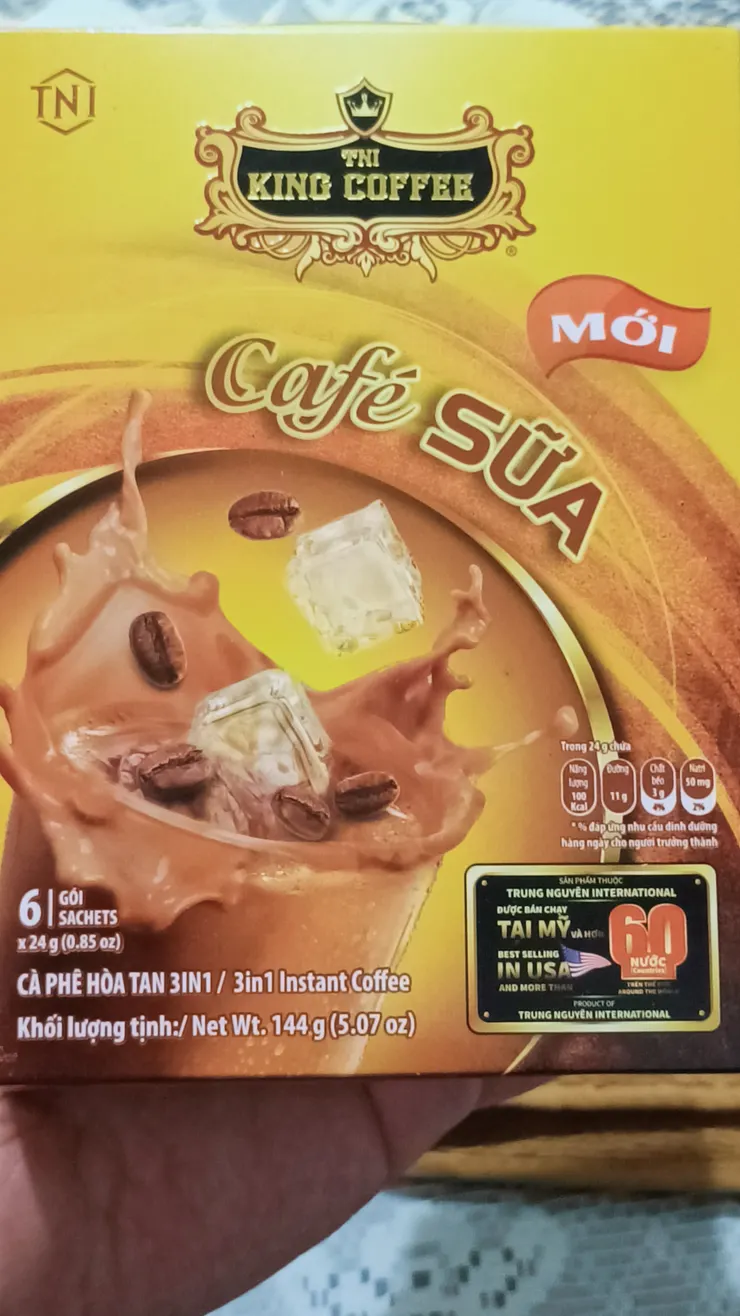 TNI
TNI
KING COFFEE
®
MỚI
Café SỮA
Trong 24 g chứa
Năng lượng 100 Kcal
Đường 11 g
Chất béo 3 g 4%
Natri 50 mg 2%
* % đáp ứng nhu cầu dinh dưỡng
hàng ngày cho người trưởng thành
6 GÓI
SACHETS
x 24 g (0.85 oz)
CÀ PHÊ HÒA TAN 3IN1 / 3in1 Instant Coffee
Khối lượng tịnh:/ Net Wt. 144 g (5.07 oz)
SẢN PHẨM THUỘC
TRUNG NGUYÊN INTERNATIONAL
ĐƯỢC BÁN CHẠY
TẠI MỸ VÀ HƠN
60
NƯỚC
Countries
TRÊN THẾ GIỚI
AROUND THE WORLD
BEST SELLING
IN USA
AND MORE THAN
PRODUCT OF
TRUNG NGUYÊN INTERNATIONAL